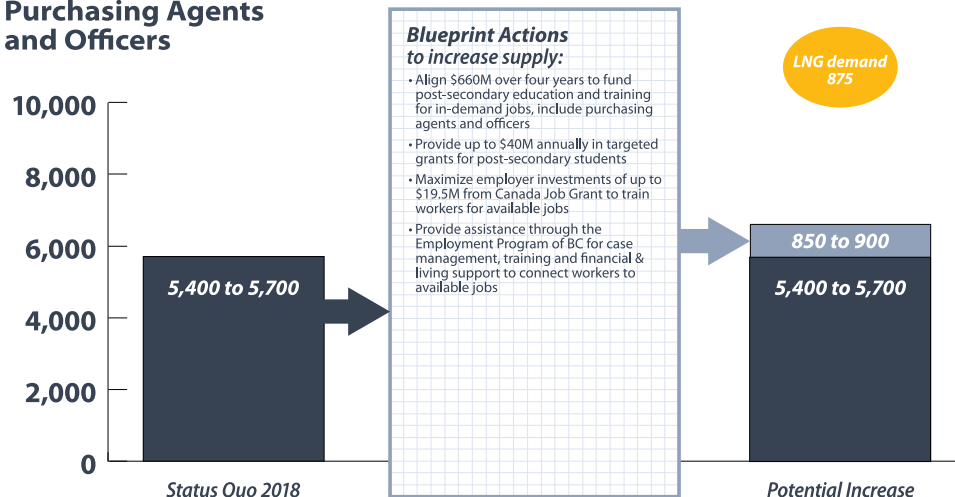 Purchasing Agents
and Officers
10,000
8,000
6,000
4,000
2,000
0
5,400 to 5,700
Status Quo 2018
Blueprint Actions
to increase supply:
• Align $660M over four years to fund
post-secondary education and training
for in-demand jobs, include purchasing
agents and officers
• Provide up to $40M annually in targeted
grants for post-secondary students
• Maximize employer investments of up to
$19.5M from Canada Job Grant to train
workers for available jobs
• Provide assistance through the
Employment Program of BC for case
management, training and financial &
living support to connect workers to
available jobs
LNG demand
875
850 to 900
5,400 to 5,700
Potential Increase